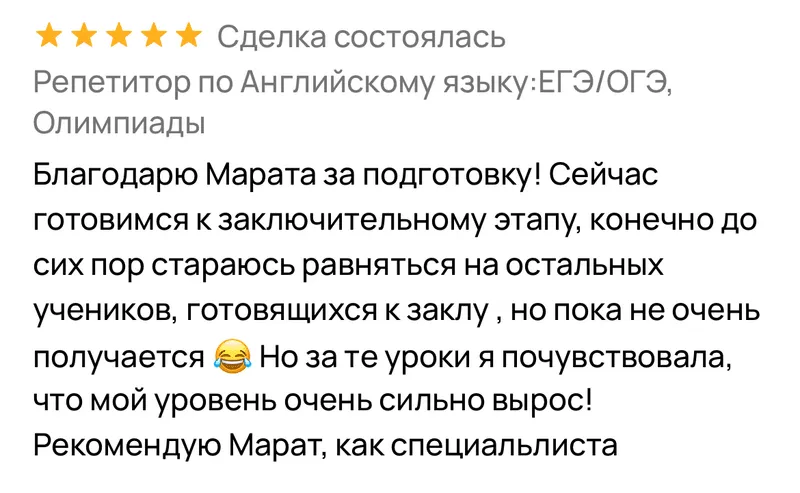 Сделка состоялась
Репетитор по Английскому языку:ЕГЭ/ОГЭ,
Олимпиады
Благодарю Марата за подготовку! Сейчас
готовимся к заключительному этапу, конечно до
сих пор стараюсь равняться на остальных
учеников, готовящихся к заклу , но пока не очень
получается 😂 Но за те уроки я почувствовала,
что мой уровень очень сильно вырос!
Рекомендую Марат, как специальлиста